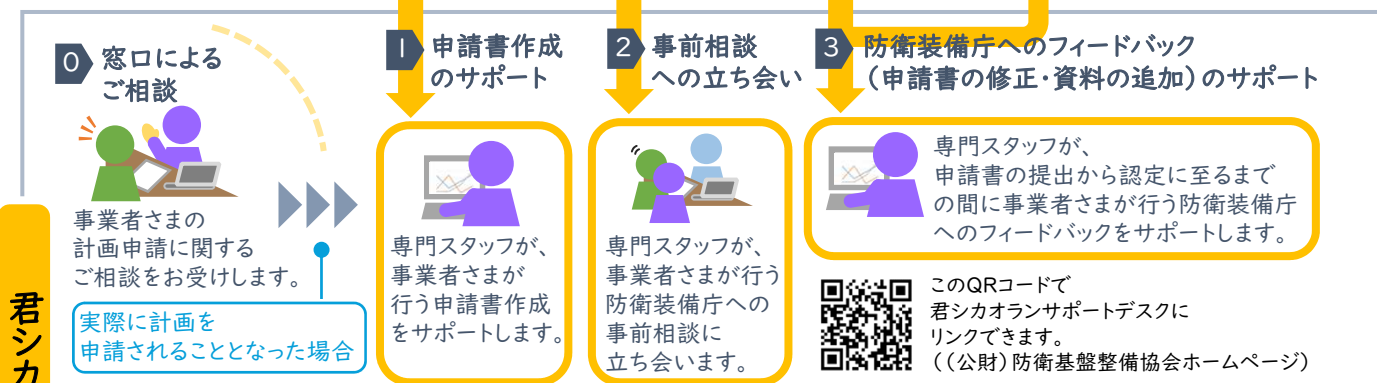 0 窓口による
ご相談
事業者さまの
計画申請に関する
ご相談をお受けします。
実際に計画を
申請されることとなった場合
1 申請書作成
のサポート
専門スタッフが、
事業者さまが
行う申請書作成
をサポートします。
2 事前相談
への立ち会い
専門スタッフが、
事業者さまが行う
防衛装備庁への
事前相談に
立ち会います。
3 防衛装備庁へのフィードバック
(申請書の修正・資料の追加)のサポート
専門スタッフが、
申請書の提出から認定に至るまで
の間に事業者さまが行う防衛装備庁
へのフィードバックをサポートします。
このQRコードで
君シカオランサポートデスクに
リンクできます。
((公財)防衛基盤整備協会ホームページ)
君シカ